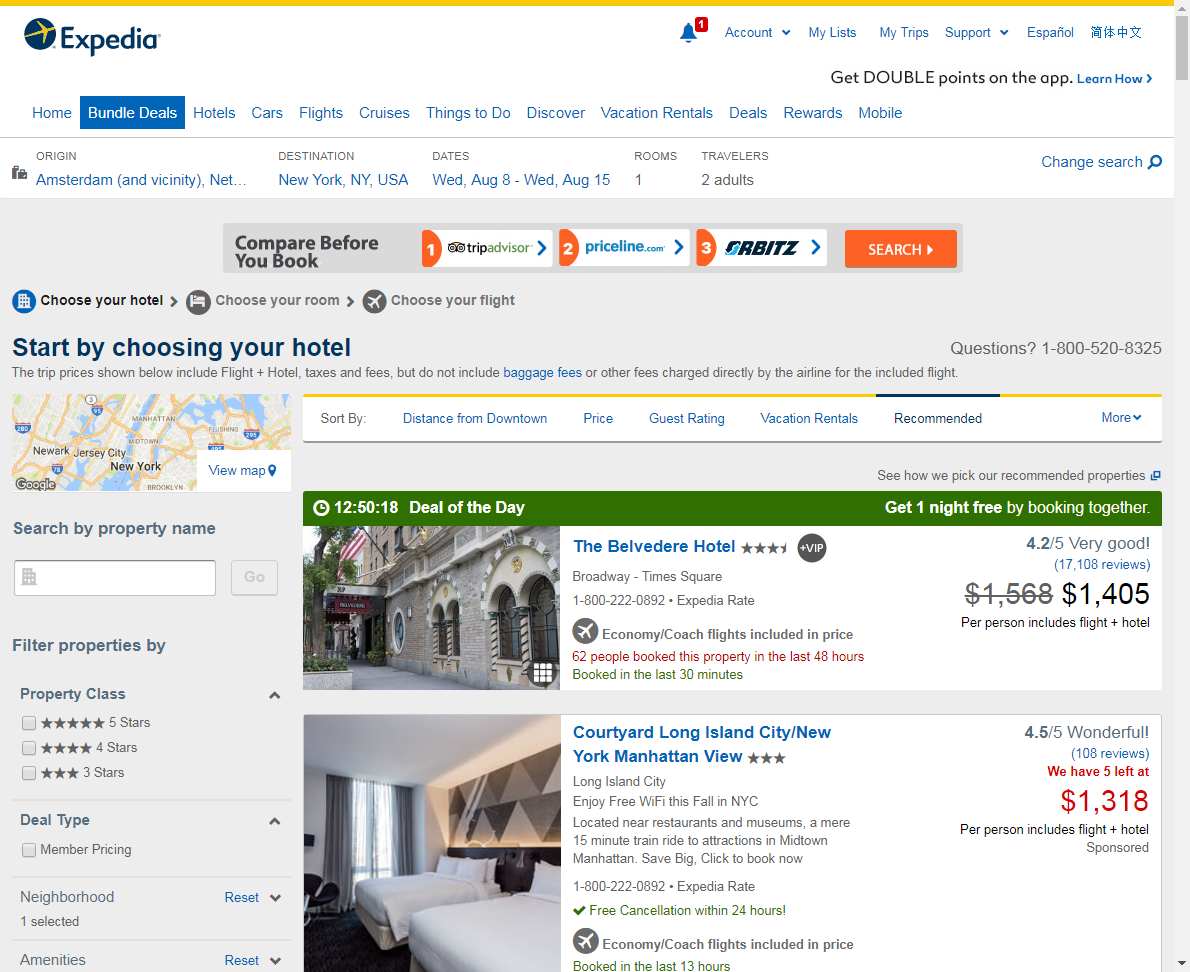 Expedia
1
Account
My Lists
My Trips
Support
Español
简体中文
Get DOUBLE points on the app. Learn How
Home
Bundle Deals
Hotels
Cars
Flights
Cruises
Things to Do
Discover
Vacation Rentals
Deals
Rewards
Mobile
ORIGIN
Amsterdam (and vicinity), Net...
DESTINATION
New York, NY, USA
DATES
Wed, Aug 8 - Wed, Aug 15
ROOMS
1
TRAVELERS
2 adults
Change search
Compare Before
You Book
1 tripadvisor
2 priceline.com
3 ORBITZ
SEARCH
Choose your hotel
Choose your room
Choose your flight
Start by choosing your hotel
Questions? 1-800-520-8325
The trip prices shown below include Flight + Hotel, taxes and fees, but do not include baggage fees or other fees charged directly by the airline for the included flight.
3
95
MANHATTAN
280
FLUSHING
MIDTOWN
295
495
Newark
Jersey City
New York
78
BROOKLYN
Google
View map
Sort By:
Distance from Downtown
Price
Guest Rating
Vacation Rentals
Recommended
More
See how we pick our recommended properties
Search by property name
Go
Filter properties by
Property Class
5 Stars
4 Stars
3 Stars
Deal Type
Member Pricing
Neighborhood
Reset
1 selected
Amenities
Reset
12:50:18 Deal of the Day
Get 1 night free by booking together.
BELVEDERE
The Belvedere Hotel
+VIP
Broadway - Times Square
1-800-222-0892 • Expedia Rate
Economy/Coach flights included in price
62 people booked this property in the last 48 hours
Booked in the last 30 minutes
4.2/5 Very good!
(17,108 reviews)
$1,568 $1,405
Per person includes flight + hotel
Courtyard Long Island City/New
York Manhattan View
Long Island City
Enjoy Free WiFi this Fall in NYC
Located near restaurants and museums, a mere
15 minute train ride to attractions in Midtown
Manhattan. Save Big, Click to book now
1-800-222-0892 • Expedia Rate
Free Cancellation within 24 hours!
Economy/Coach flights included in price
Booked in the last 13 hours
4.5/5 Wonderful!
(108 reviews)
We have 5 left at
$1,318
Per person includes flight + hotel
Sponsored